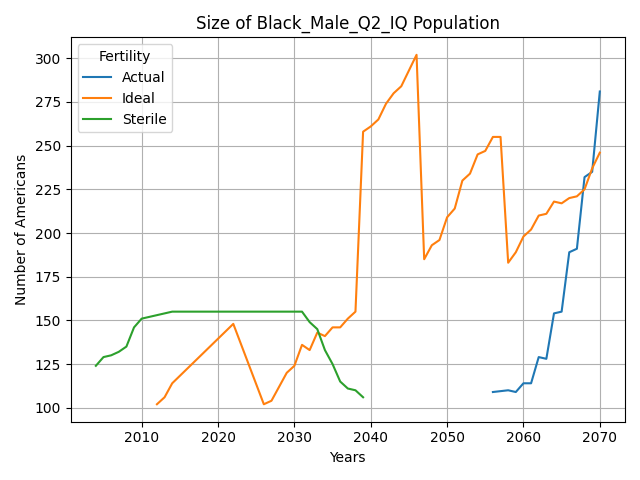 Size of Black_Male_Q2_IQ Population
Fertility
Actual
Ideal
Sterile
Number of Americans
300
275
250
225
200
175
150
125
100
2010 2020 2030 2040 2050 2060 2070
Years